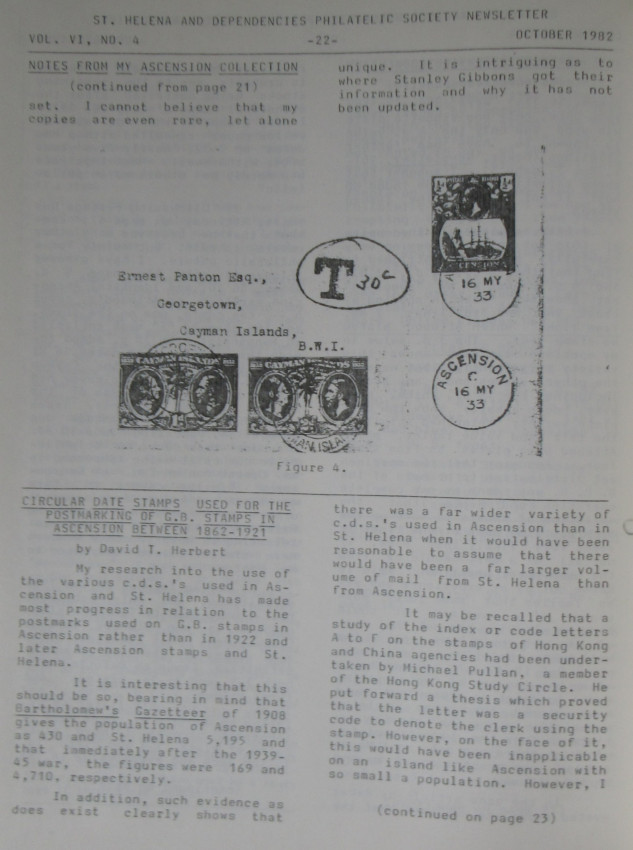 ST. HELENA AND DEPENDENCIES PHILATELIC SOCIETY NEWSLETTER
VOL. VI, NO. 4
-22-
OCTOBER 1982
NOTES FROM MY ASCENSION COLLECTION
(continued from page 21)
set. I cannot believe that my
copies are even rare, let alone
unique. It is intriguing as to
where Stanley Gibbons got their
information and why it has not
been updated.
½d ½d
ASCENSION
16 MY
33
T 30c
Ernest Panton Esq.,
Georgetown,
Cayman Islands,
B.W.I.
CAYMAN ISLANDS
CAYMAN ISLANDS
ASCENSION
C
16 MY
33
Figure 4.
CIRCULAR DATE STAMPS USED FOR THE
POSTMARKING OF G.B. STAMPS IN
ASCENSION BETWEEN 1862-1921
by David T. Herbert
My research into the use of
the various c.d.s.'s used in As-
cension and St. Helena has made
most progress in relation to the
postmarks used on G.B. stamps in
Ascension rather than in 1922 and
later Ascension stamps and St.
Helena.
It is interesting that this
should be so, bearing in mind that
Bartholomew's Gazetteer of 1908
gives the population of Ascension
as 430 and St. Helena 5,195 and
that immediately after the 1939-
45 war, the figures were 169 and
4,710, respectively.
In addition, such evidence as
does exist clearly shows that
there was a far wider variety of
c.d.s.'s used in Ascension than in
St. Helena when it would have been
reasonable to assume that there
would have been a far larger vol-
ume of mail from St. Helena than
from Ascension.
It may be recalled that a
study of the index or code letters
A to F on the stamps of Hong Kong
and China agencies had been under-
taken by Michael Pullan, a member
of the Hong Kong Study Circle. He
put forward a thesis which proved
that the letter was a security
code to denote the clerk using the
stamp. However, on the face of it,
this would have been inapplicable
on an island like Ascension with
so small a population. However, I
(continued on page 23)